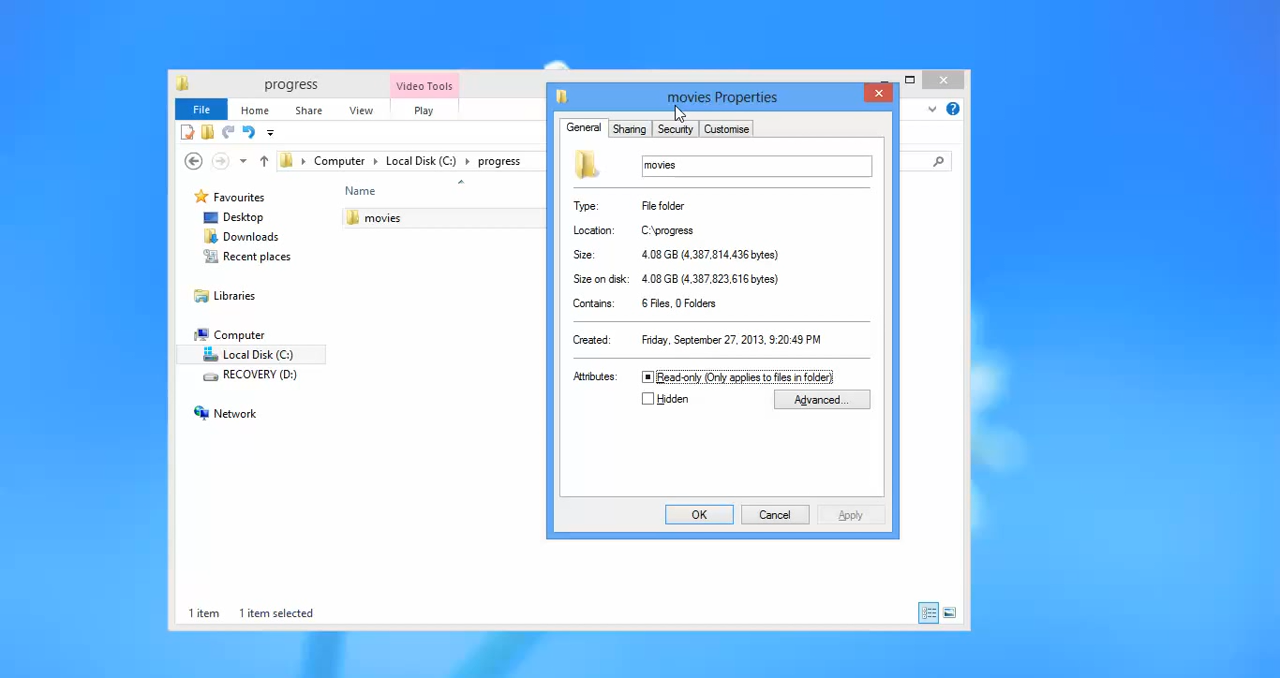 progress
Video Tools
File Home Share View Play
Computer Local Disk (C:) progress
Favourites
Desktop
Downloads
Recent places
Libraries
Computer
Local Disk (C:)
RECOVERY (D:)
Network
Name
movies
1 item 1 item selected
movies Properties
General Sharing Security Customise
movies
Type: File folder
Location: C:\progress
Size: 4.08 GB (4,387,814,436 bytes)
Size on disk: 4.08 GB (4,387,823,616 bytes)
Contains: 6 Files, 0 Folders
Created: Friday, September 27, 2013, 9:20:49 PM
Attributes: Read-only (Only applies to files in folder)
Hidden Advanced...
OK Cancel Apply